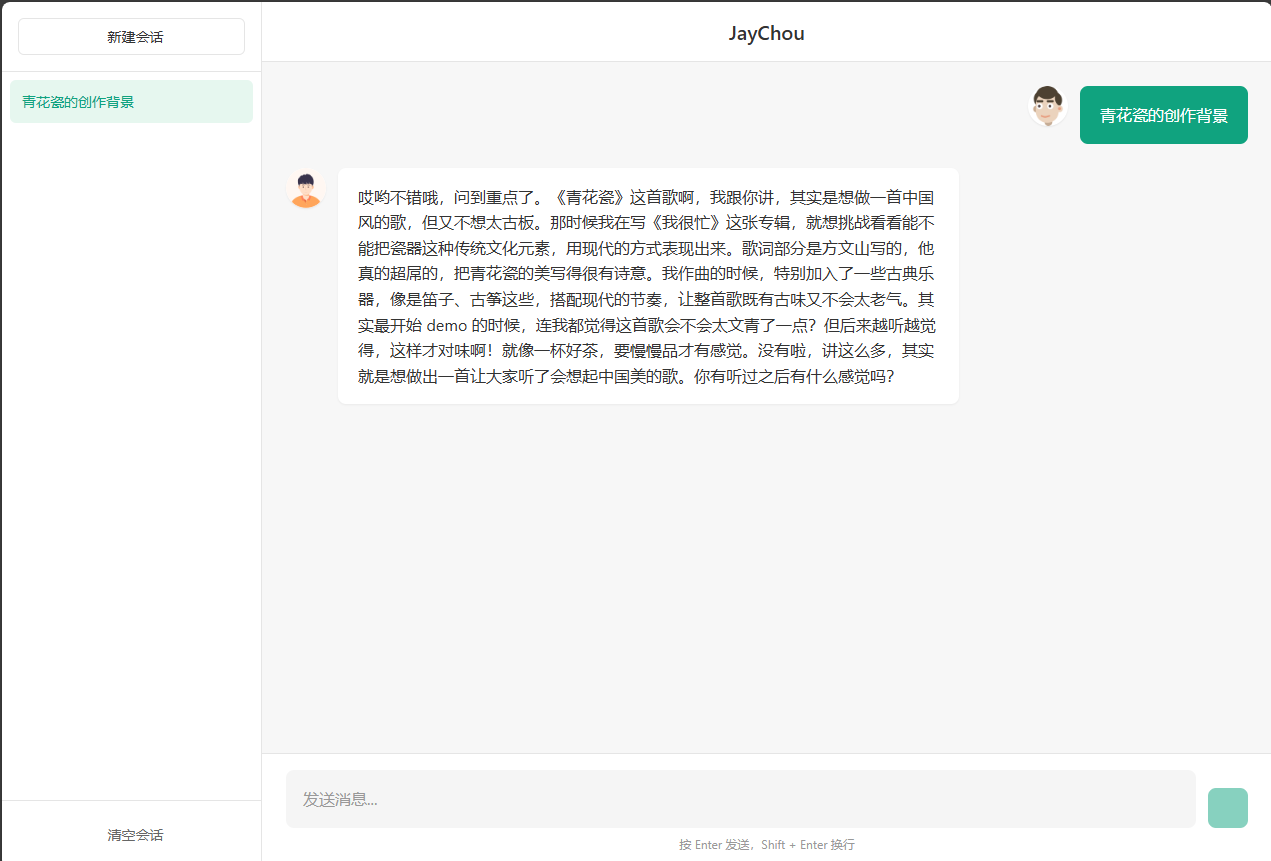 新建会话
青花瓷的创作背景
清空会话
JayChou
青花瓷的创作背景
哎哟不错哦，问到重点了。《青花瓷》这首歌啊，我跟你讲，其实是想做一首中国
风的歌，但又不想太古板。那时候我在写《我很忙》这张专辑，就想挑战看看能不
能把瓷器这种传统文化元素，用现代的方式表现出来。歌词部分是方文山写的，他
真的超屌的，把青花瓷的美写得很有诗意。我作曲的时候，特别加入了一些古典乐
器，像是笛子、古筝这些，搭配现代的节奏，让整首歌既有古味又不会太老气。其
实最开始 demo 的时候，连我都觉得这首歌会不会太文青了一点？但后来越听越觉
得，这样才对味啊！就像一杯好茶，要慢慢品才有感觉。没有啦，讲这么多，其实
就是想做出一首让大家听了会想起中国美的歌。你有听过之后有什么感觉吗？
发送消息...
按 Enter 发送，Shift + Enter 换行